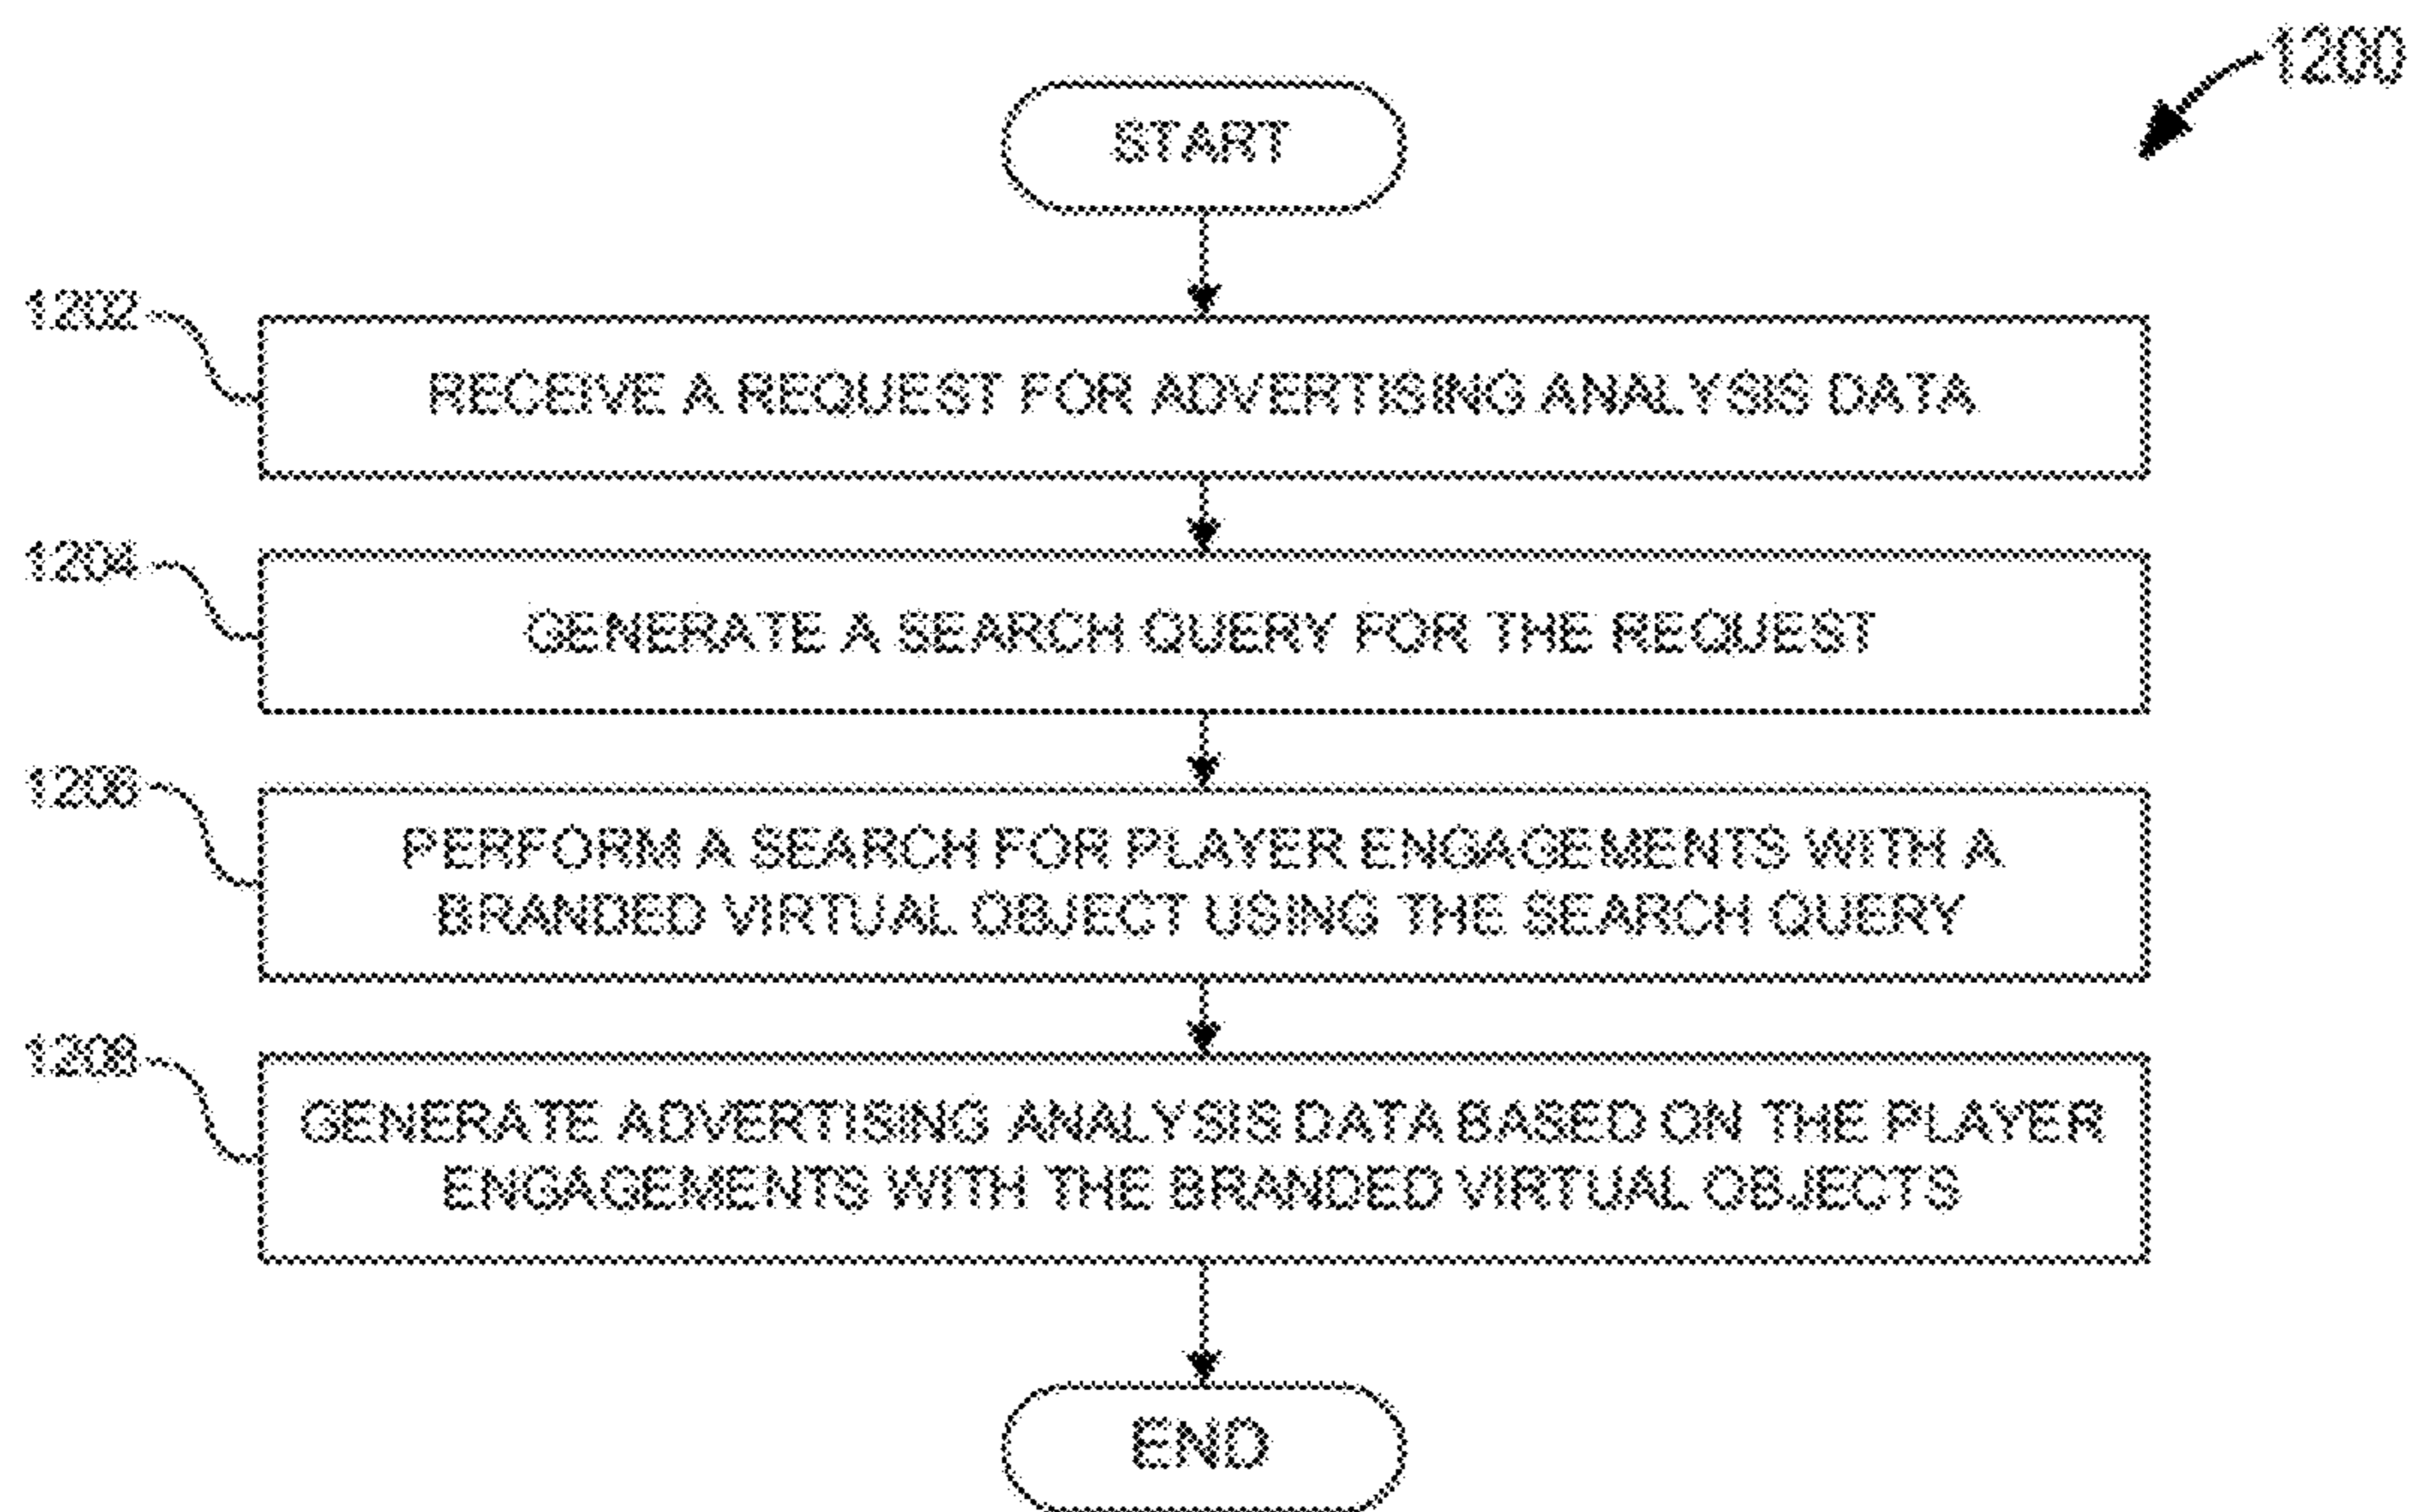 1200
START
1202
RECEIVE A REQUEST FOR ADVERTISING ANALYSIS DATA
1204
GENERATE A SEARCH QUERY FOR THE REQUEST
1206
PERFORM A SEARCH FOR PLAYER ENGAGEMENTS WITH A
BRANDED VIRTUAL OBJECT USING THE SEARCH QUERY
1208
GENERATE ADVERTISING ANALYSIS DATA BASED ON THE PLAYER
ENGAGEMENTS WITH THE BRANDED VIRTUAL OBJECTS
END